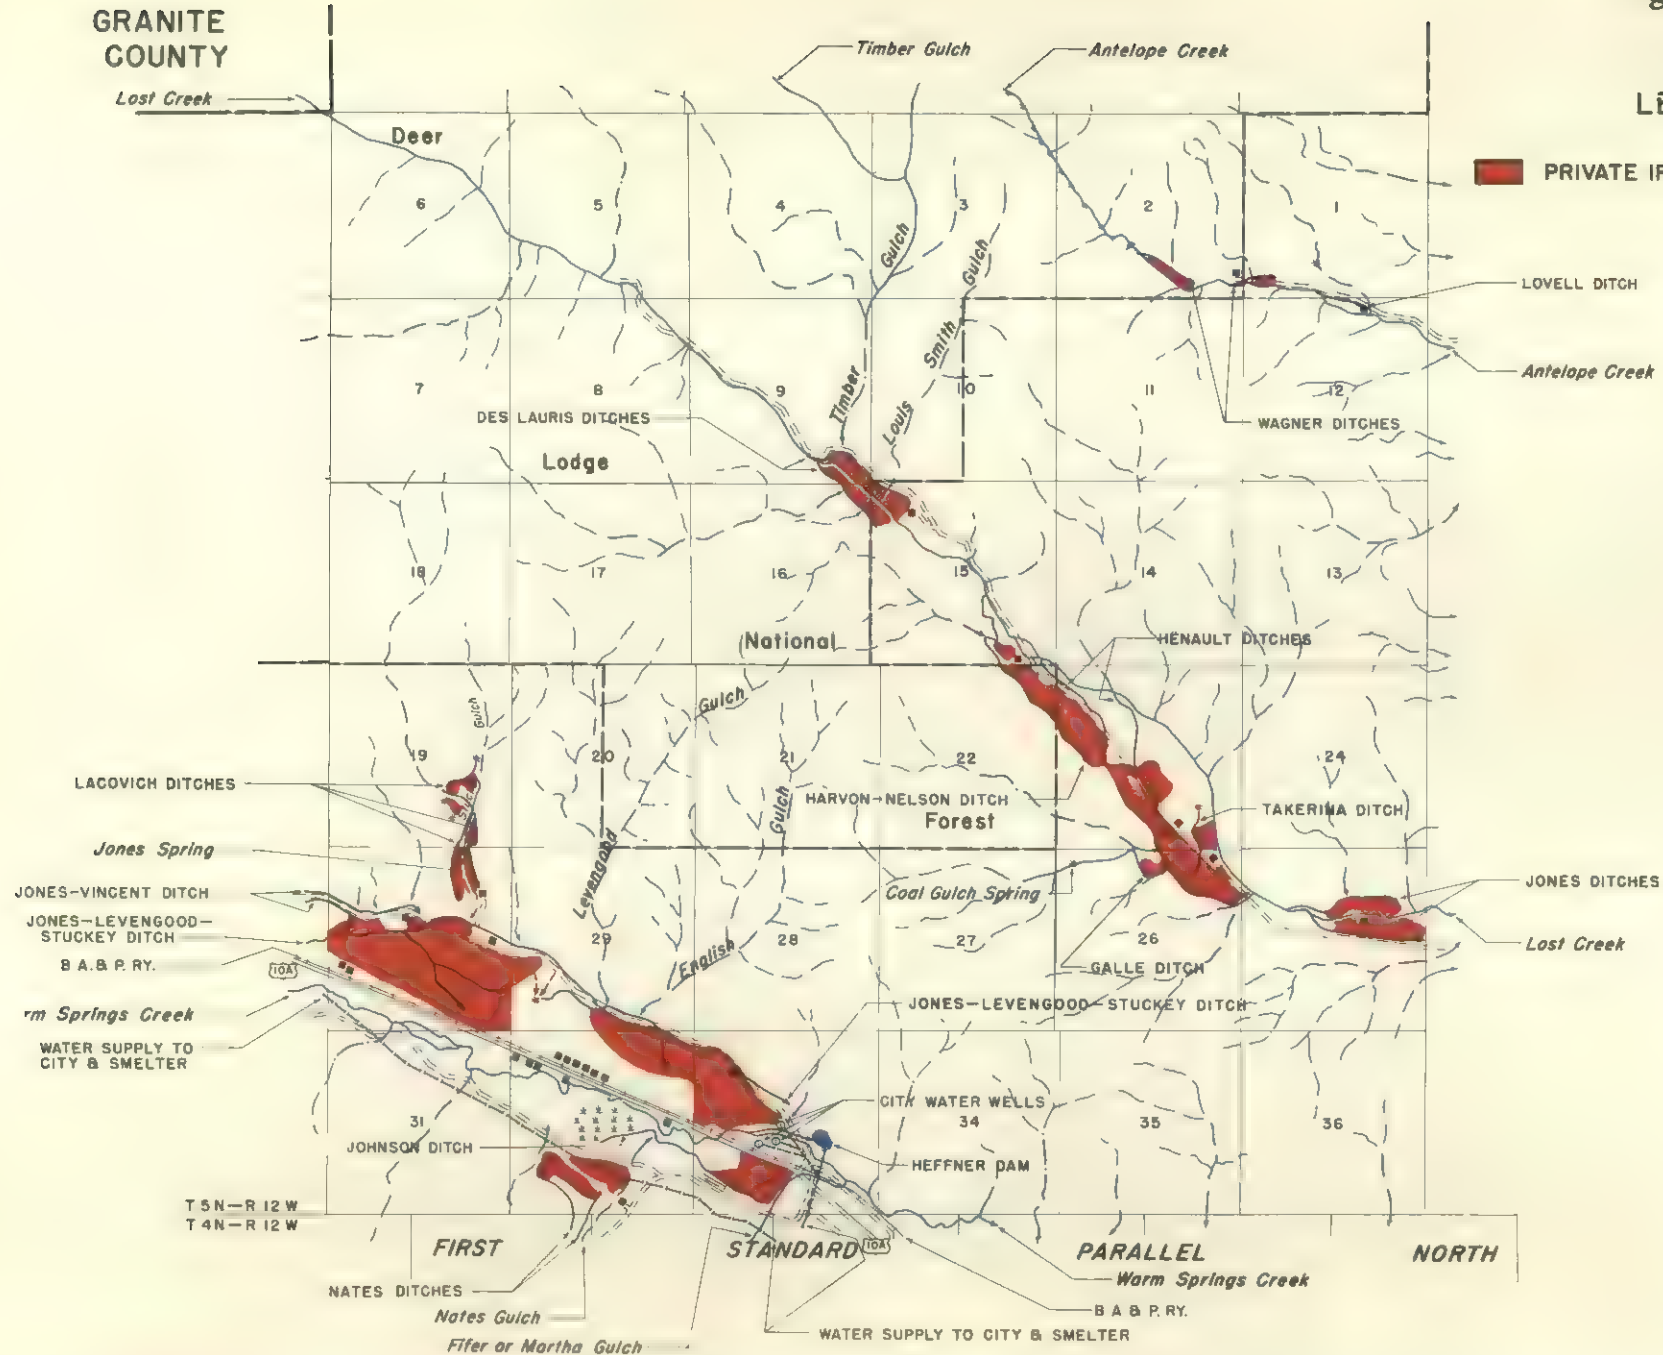 GRANITE
COUNTY
Lost Creek
Timber Gulch
Antelope Creek
PRIVATE
Deer
6
5
4
3
2
1
Gulch
Gulch
LOVELL DITCH
Smith
Antelope Creek
7
8
9
10
11
12
Timber
Louis
DES LAURIS DITCHES
WAGNER DITCHES
Lodge
18
17
16
15
14
13
National
HENAULT DITCHES
Gulch
Gulch
19
20
21
22
24
LACOVICH DITCHES
Gulch
HARVON-NELSON DITCH
TAKERINA DITCH
Forest
Levengood
Jones Spring
JONES-VINCENT DITCH
Coal Gulch Spring
JONES DITCHES
JONES-LEVENGOOD-
STUCKEY DITCH
29
28
27
26
Lost Creek
English
B A. & P. RY.
10A
GALLE DITCH
rm Springs Creek
JONES-LEVENGOOD-STUCKEY DITCH
WATER SUPPLY TO
CITY & SMELTER
CITY WATER WELLS
31
34
35
36
JOHNSON DITCH
HEFFNER DAM
T 5N-R 12 W
T 4N-R 12 W
FIRST STANDARD PARALLEL NORTH
10A
NATES DITCHES
Warm Springs Creek
Nates Gulch
B A & P. RY.
WATER SUPPLY TO CITY & SMELTER
Fifer or Martha Gulch